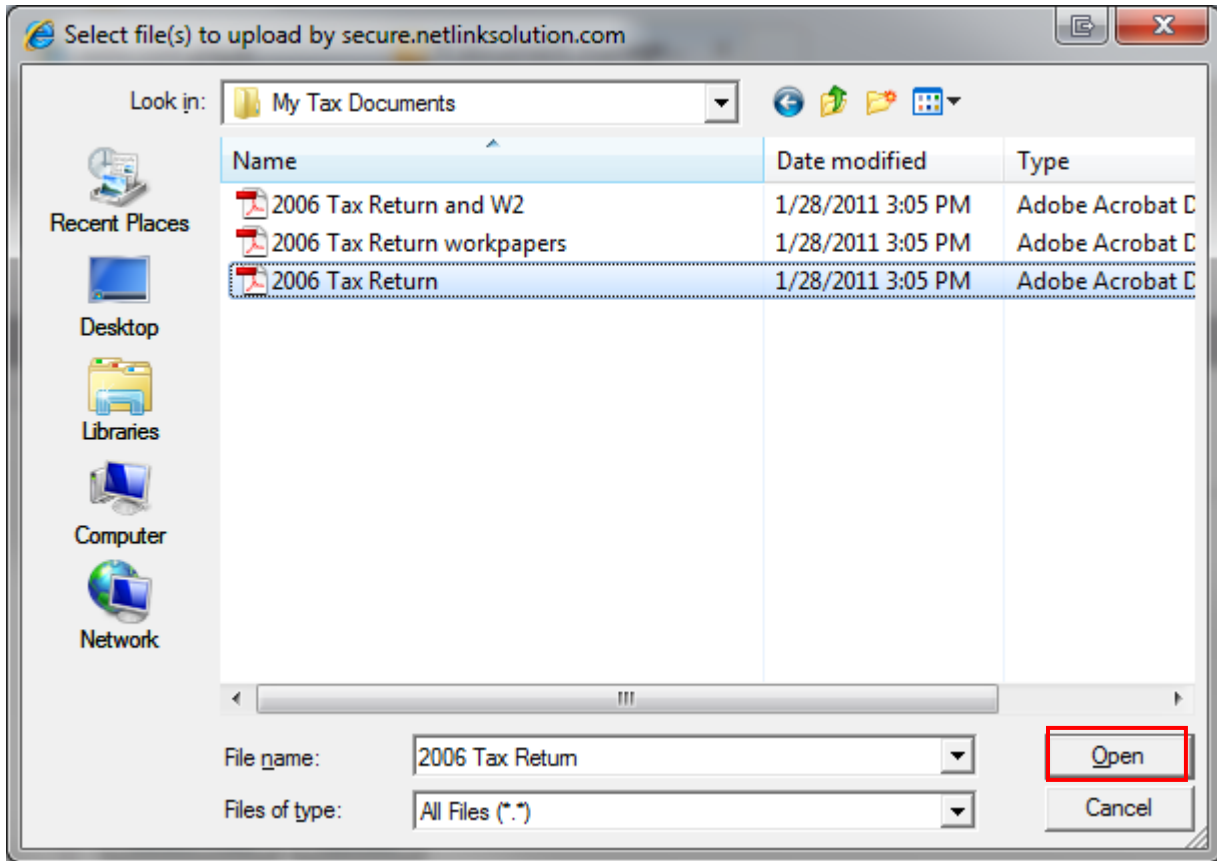 Select file(s) to upload by secure.netlinksolution.com
Look in:
My Tax Documents
Name Date modified Type
2006 Tax Return and W2 1/28/2011 3:05 PM Adobe Acrobat D
2006 Tax Return workpapers 1/28/2011 3:05 PM Adobe Acrobat D
2006 Tax Return 1/28/2011 3:05 PM Adobe Acrobat D
Recent Places
Desktop
Libraries
Computer
Network
File name: 2006 Tax Return Open
Files of type: All Files (*.*) Cancel